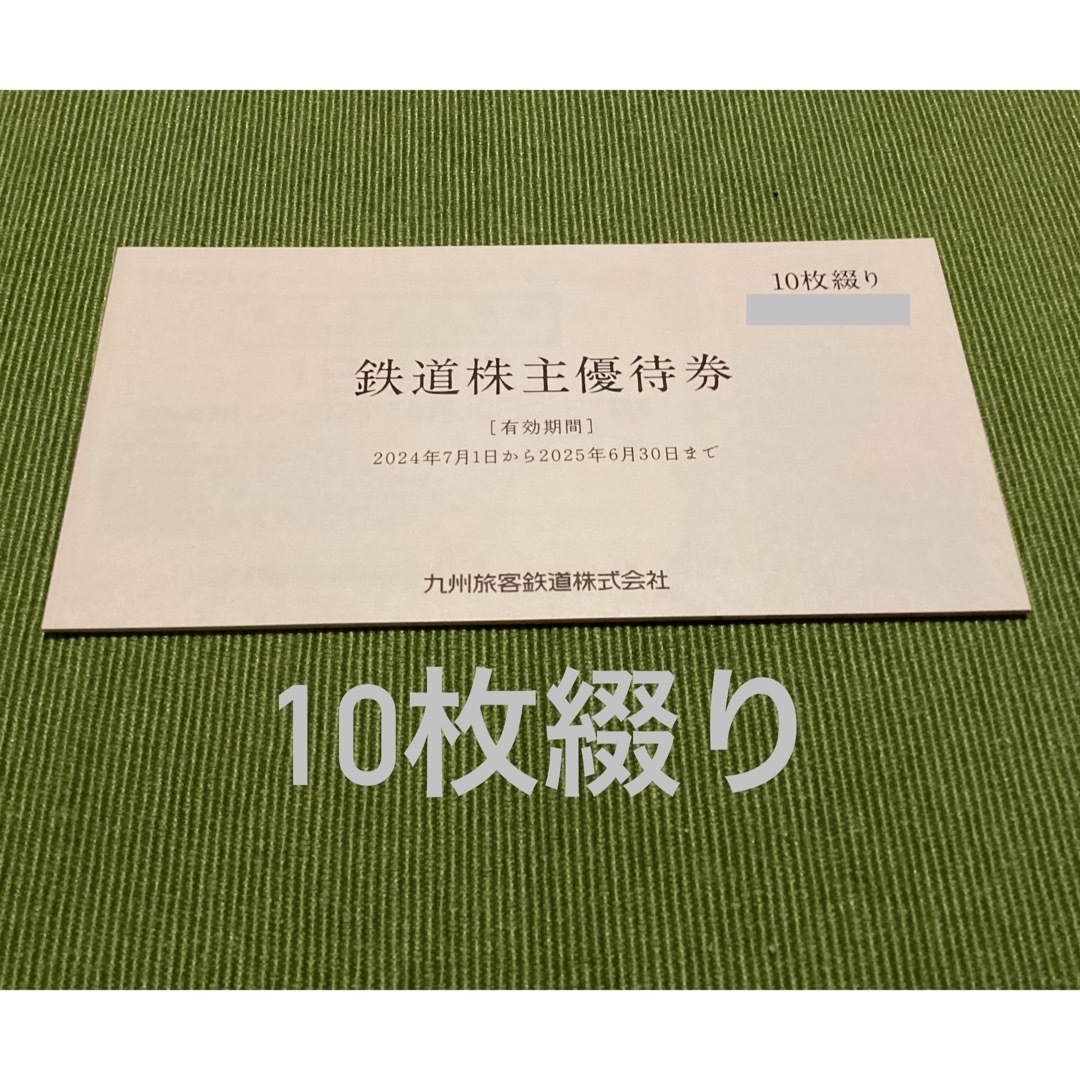 10枚綴り
鉄道株主優待券
［有効期間］
2024年7月1日から2025年6月30日まで
九州旅客鉄道株式会社
10枚綴り